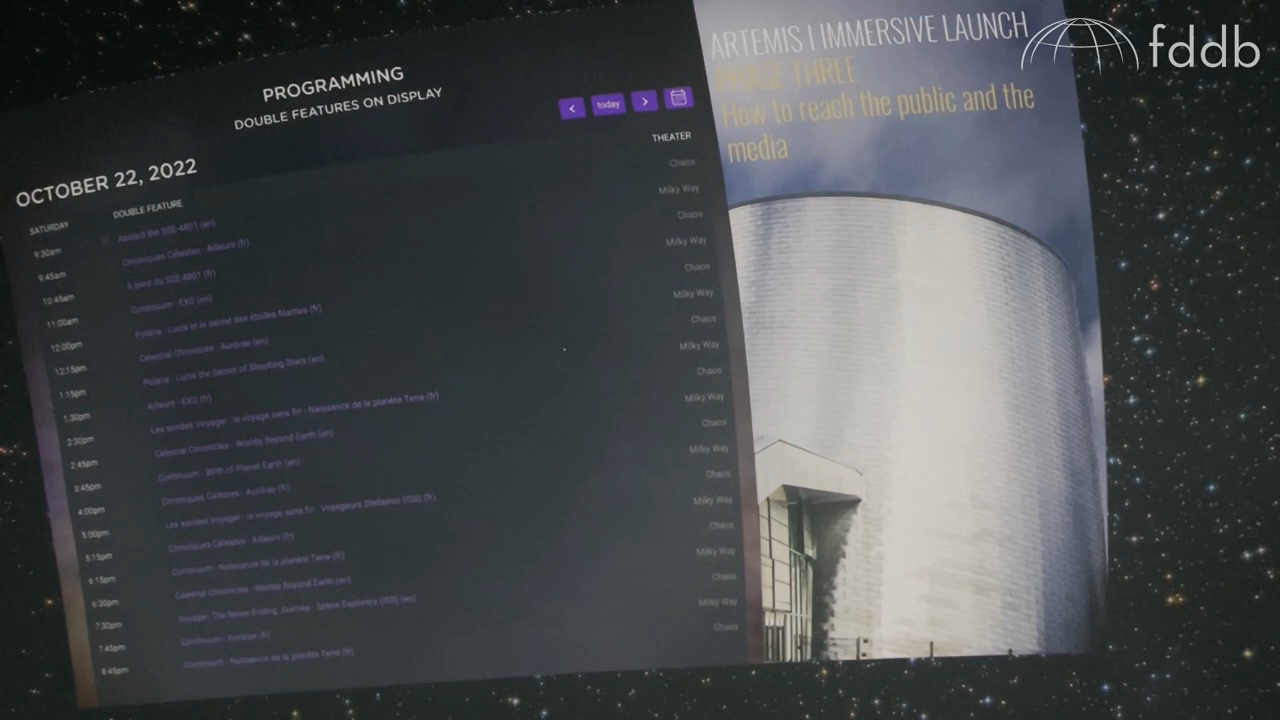 fddb
PROGRAMMING
DOUBLE FEATURES ON DISPLAY
< today >
OCTOBER 22, 2022
SATURDAY DOUBLE FEATURE THEATER
9:30am Aboard the SSE-4801 (en) Chaos
9:45am Chroniques Célestes - Ailleurs (fr) Milky Way
10:45am À bord du SSE-4801 (fr) Chaos
11:00am Continuum - EXO (en) Milky Way
12:00pm Polaris - Lucia et le secret des étoiles filantes (fr) Chaos
12:15pm Celestial Chronicles - Aurōrae (en) Milky Way
1:15pm Polaris - Lucia the Secret of Shooting Stars (en) Chaos
1:30pm Ailleurs - EXO (fr) Milky Way
2:30pm Les sondes Voyager : le voyage sans fin - Naissance de la planète Terre (fr) Chaos
2:45pm Celestial Chronicles - Worlds Beyond Earth (en) Milky Way
3:45pm Continuum - Birth of Planet Earth (en) Chaos
4:00pm Chroniques Célestes - Aurōrae (fr) Milky Way
5:00pm Les sondes Voyager : le voyage sans fin - Voyageurs Stellaires (ISS) (fr) Chaos
5:15pm Chroniques Célestes - Ailleurs (fr) Milky Way
6:15pm Continuum - Naissance de la planète Terre (fr) Chaos
6:30pm Celestial Chronicles - Worlds Beyond Earth (en) Milky Way
7:30pm Voyager: The Never-Ending Journey - Space Explorers (ISS) (en) Chaos
7:45pm Continuum - Aurōrae (fr) Milky Way
8:45pm Continuum - Naissance de la planète Terre (fr) Chaos
ARTEMIS I IMMERSIVE LAUNCH
PHASE THREE
How to reach the public and the
media